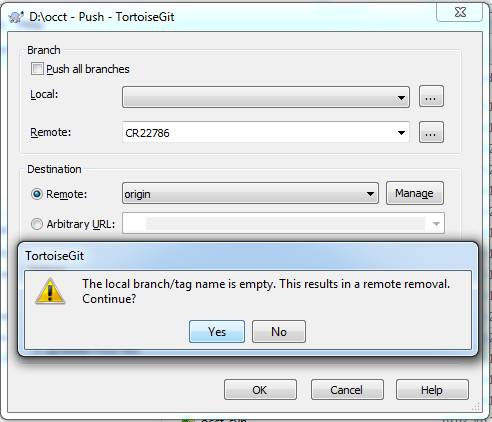 D:\occt - Push - TortoiseGit
Branch
Push all branches
Local:
...
Remote:
CR22786
...
Destination
Remote:
origin
Manage
Arbitrary URL:
TortoiseGit
The local branch/tag name is empty. This results in a remote removal.
Continue?
Yes
No
OK
Cancel
Help